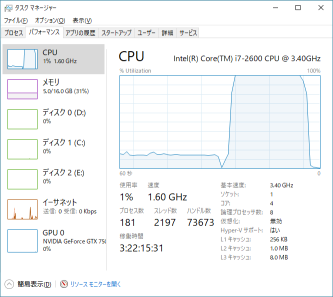 タスク マネージャー
ファイル(F) オプション(O) 表示(V)
プロセス パフォーマンス アプリの履歴 スタートアップ ユーザー 詳細 サービス
CPU
1% 1.60 GHz
メモリ
5.0/16.0 GB (31%)
ディスク 0 (D:)
0%
ディスク 1 (C:)
0%
ディスク 2 (E:)
0%
イーサネット
送信: 0 受信: 0 Kbps
GPU 0
NVIDIA GeForce GTX 750
0%
CPU
Intel(R) Core(TM) i7-2600 CPU @ 3.40GHz
% Utilization 100%
60 秒 0
使用率 速度
1% 1.60 GHz
プロセス数 スレッド数 ハンドル数
181 2197 73673
稼働時間
3:22:15:31
基本速度: 3.40 GHz
ソケット: 1
コア: 4
論理プロセッサ数: 8
仮想化: 無効
Hyper-V サポート: はい
L1 キャッシュ: 256 KB
L2 キャッシュ: 1.0 MB
L3 キャッシュ: 8.0 MB
簡易表示(D) リソース モニターを開く